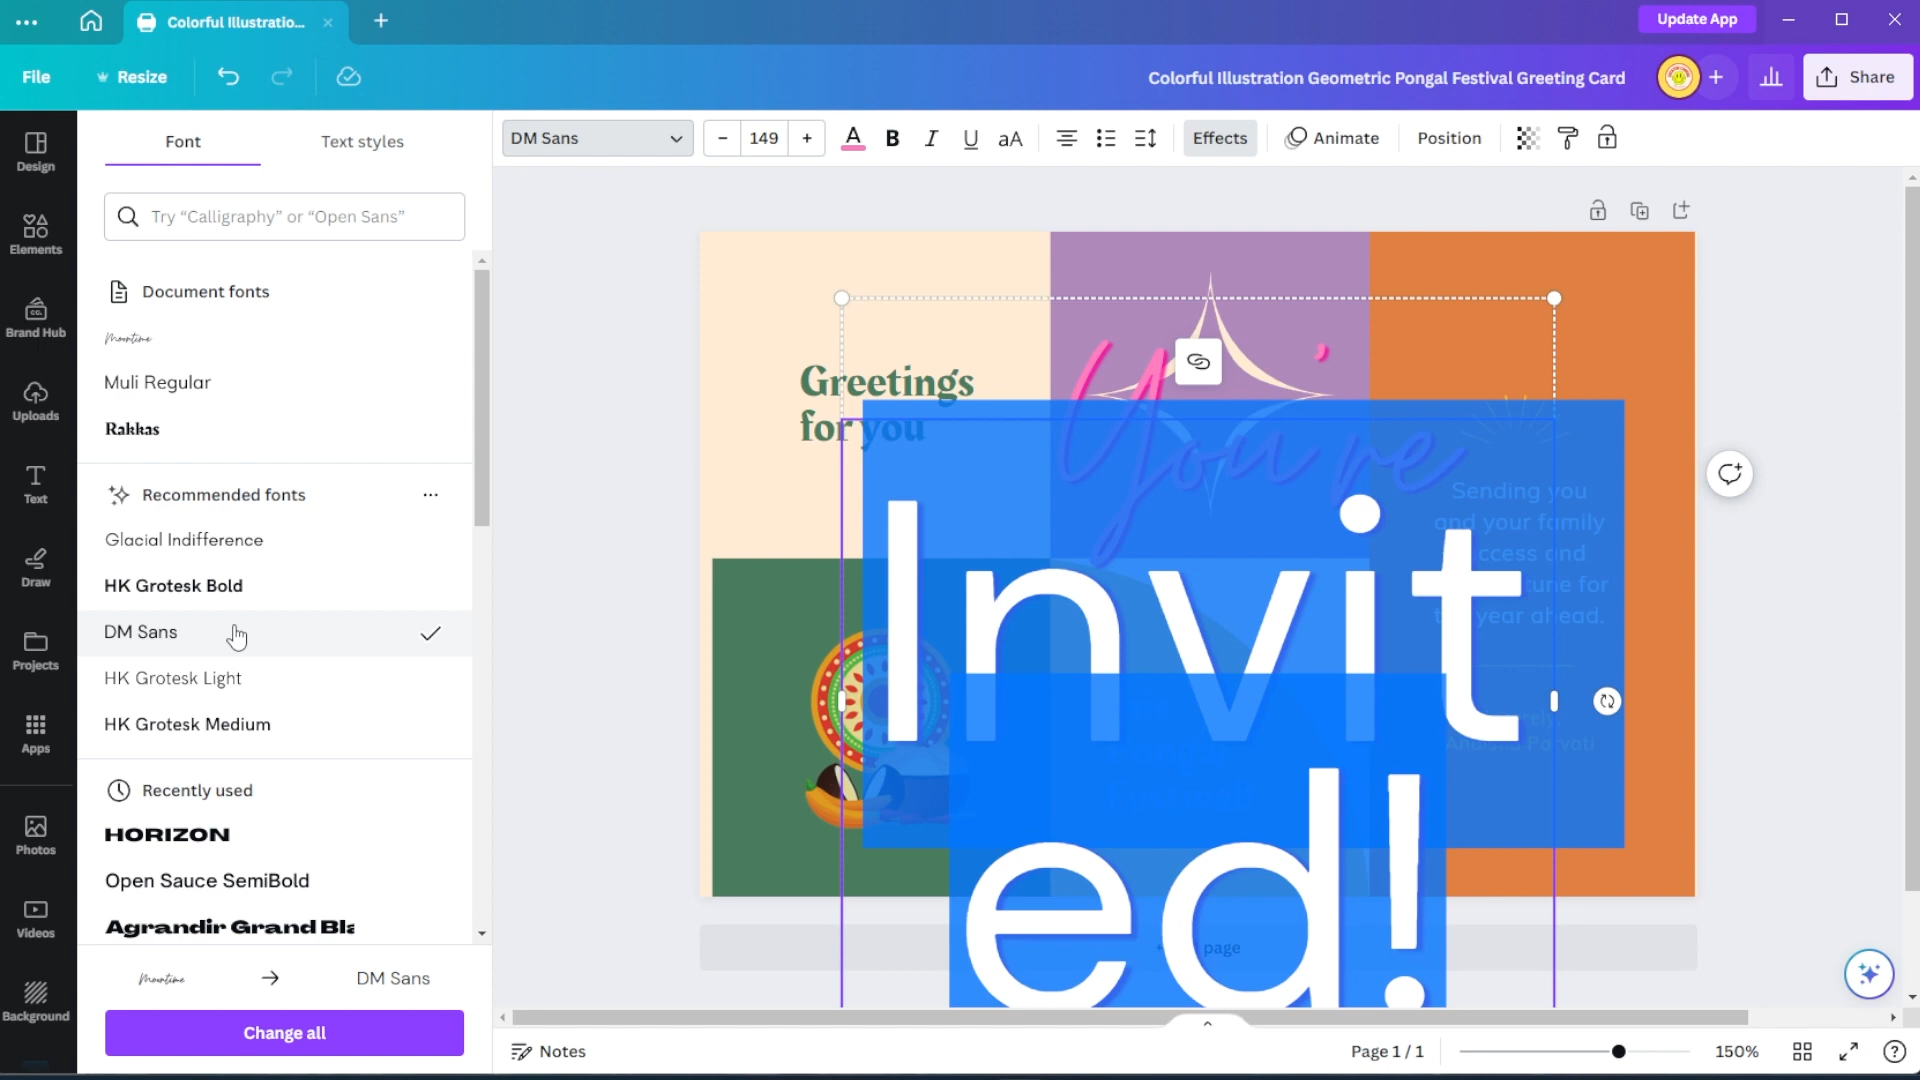 Colorful Illustratio...
Update App
File
Resize
Colorful Illustration Geometric Pongal Festival Greeting Card
Share
Design
Elements
Brand Hub
Uploads
Text
Draw
Projects
Apps
Photos
Videos
Background
Font
Text styles
Try “Calligraphy” or “Open Sans”
Document fonts
Moontime
Muli Regular
Rakkas
Recommended fonts
Glacial Indifference
HK Grotesk Bold
DM Sans
HK Grotesk Light
HK Grotesk Medium
Recently used
HORIZON
Open Sauce SemiBold
Agrandir Grand Bla
Moontime
DM Sans
Change all
DM Sans
149
A
B
I
U
aA
Effects
Animate
Position
Greetings
for you
You're
Invit
ed!
Sending you
and your family
and
for
year ahead.
page
Notes
Page 1 / 1
150%